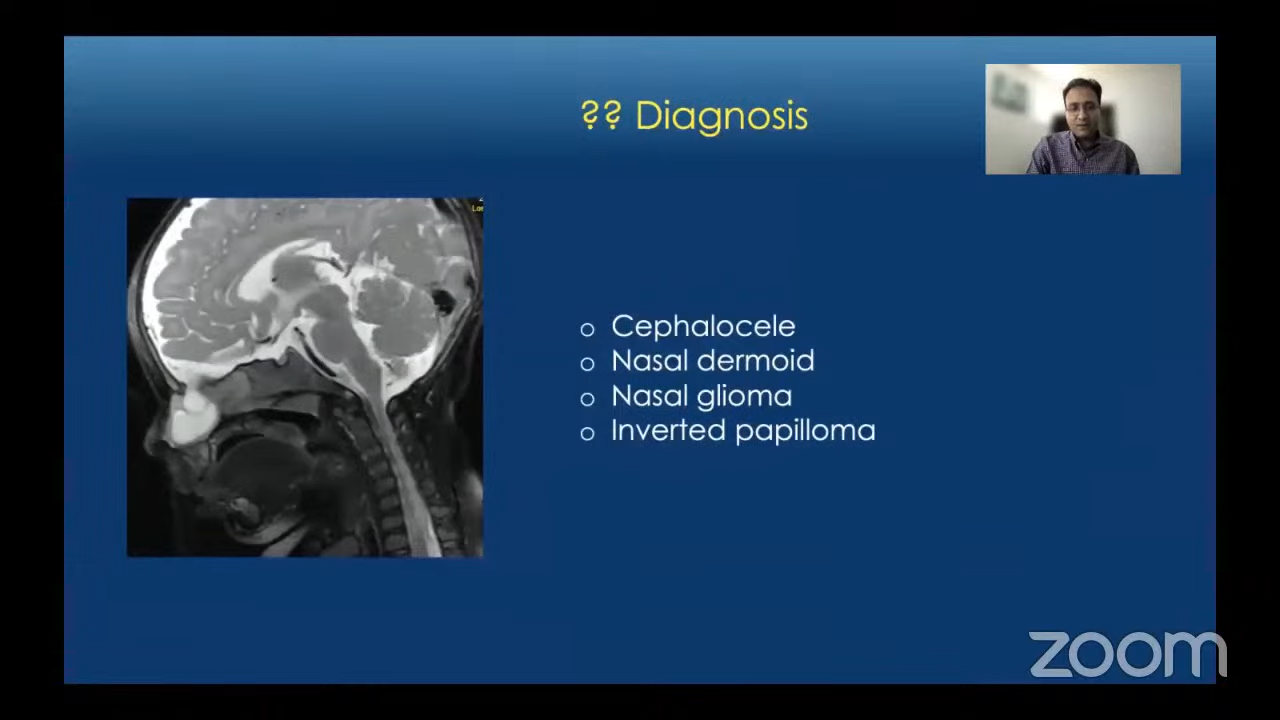 ?? Diagnosis
Cephalocele
Nasal dermoid
Nasal glioma
Inverted papilloma
zoom